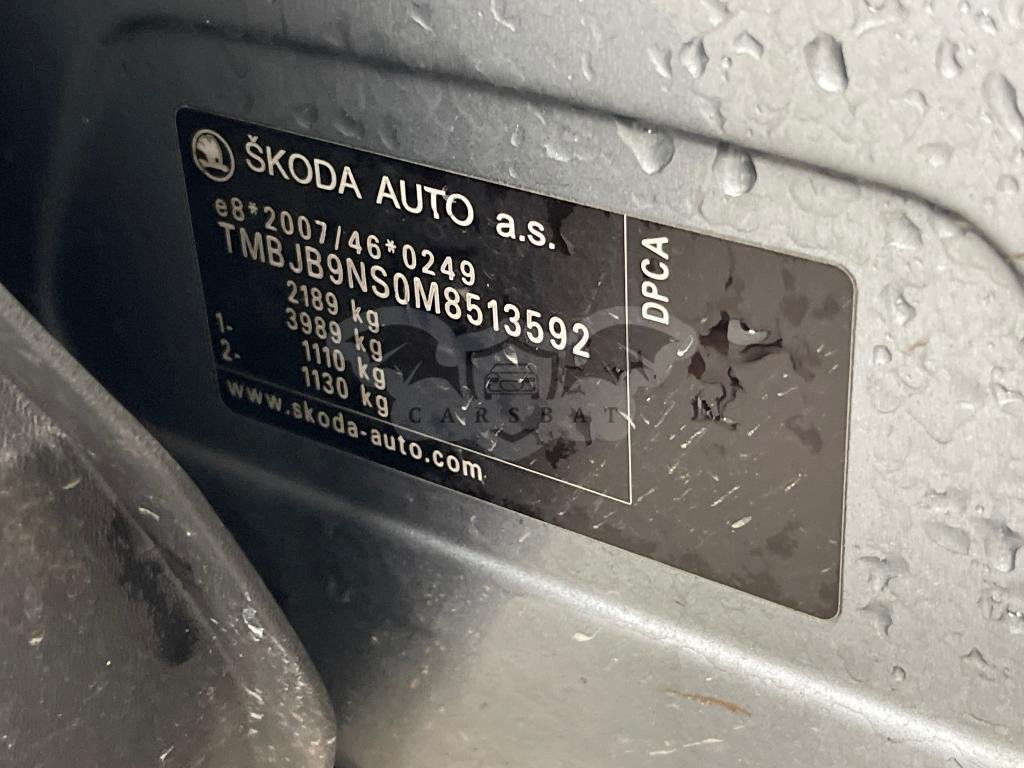 ŠKODA AUTO a.s.
e8*2007/46*0249
TMBJB9NS0M8513592
2189 kg
3989 kg
1- 1110 kg
2- 1130 kg
www.skoda-auto.com
DPCA
CARSBAT